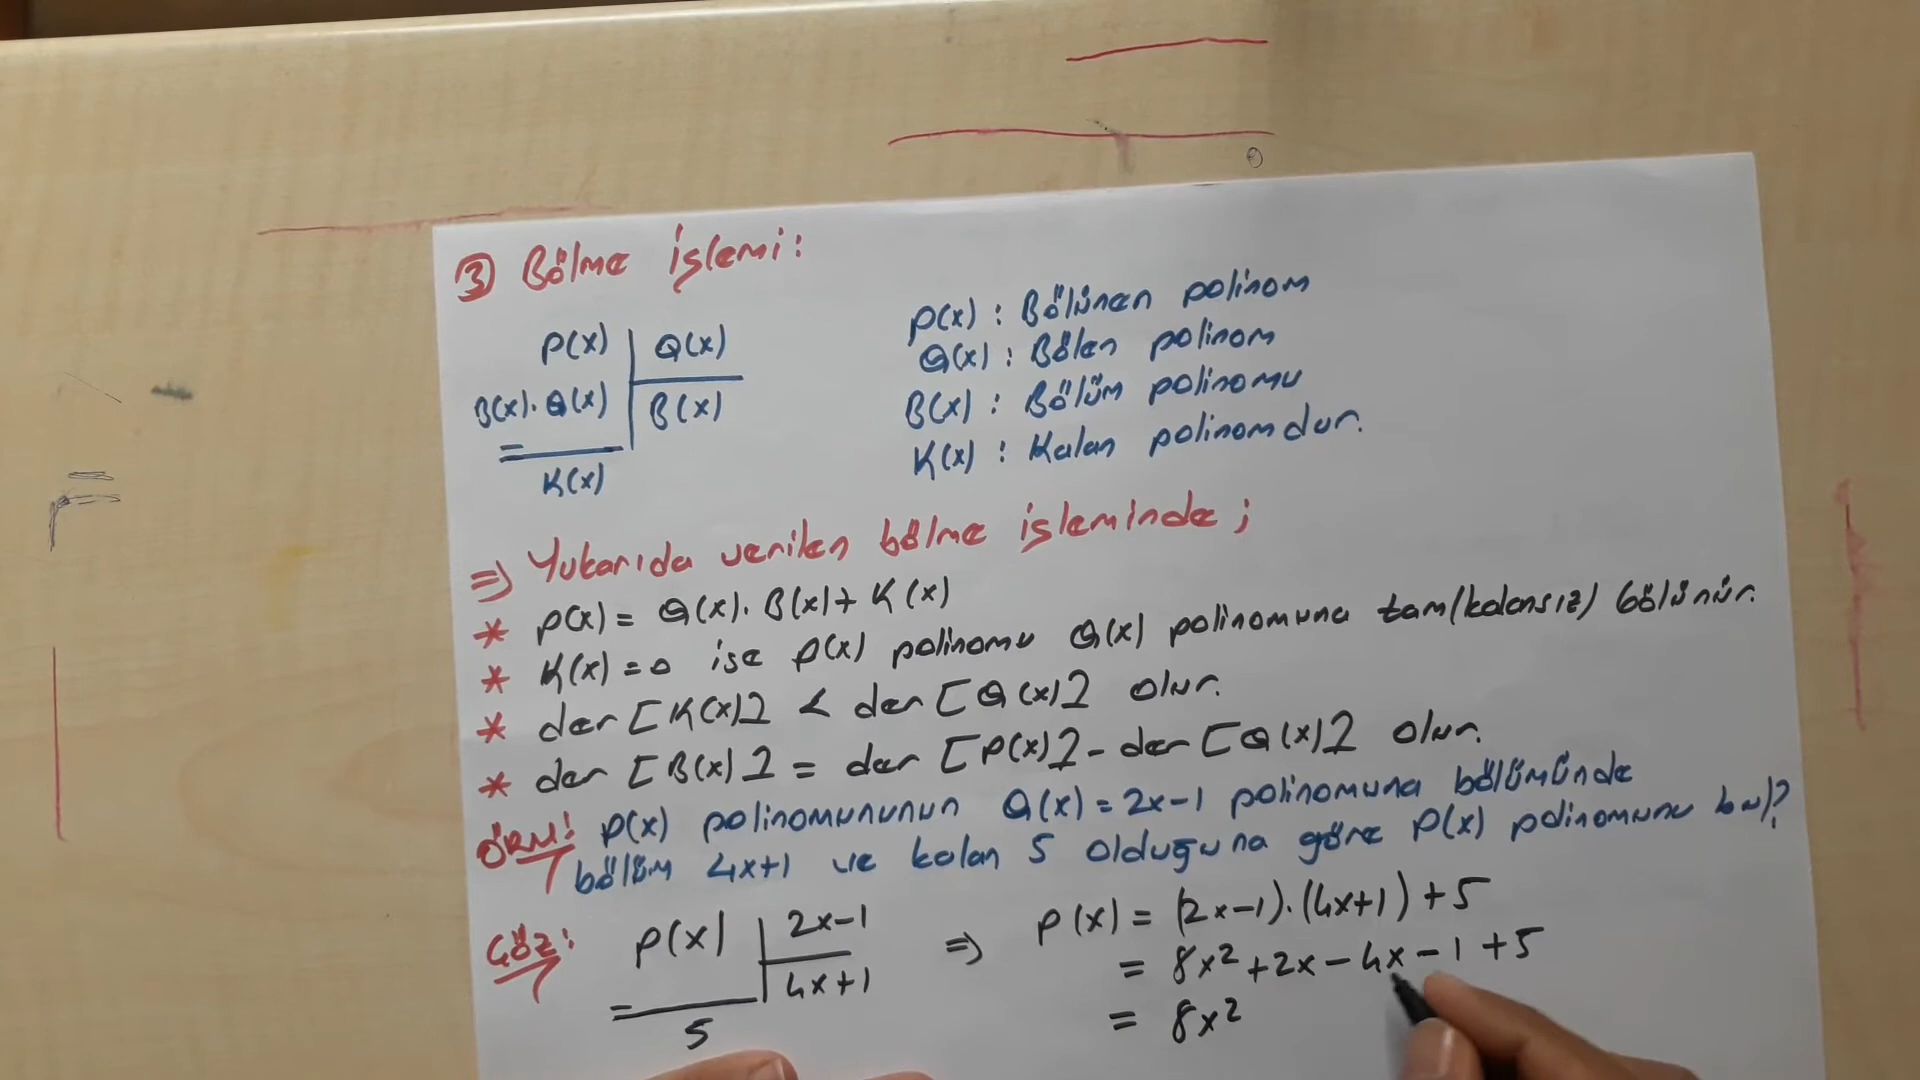 ③ Bölme işlemi:
P(x) | Q(x)
B(x).Q(x) | B(x)
=
K(x)
P(x) : Bölünen polinom
Q(x) : Bölen polinom
B(x) : Bölüm polinomu
K(x) : Kalan polinomdur.
⇒ Yukarıda verilen bölme işleminde ;
* P(x) = Q(x). B(x) + K(x)
* K(x) = 0 ise P(x) polinomu Q(x) polinomuna tam(kalansız) bölünür.
* der [K(x)] < der [Q(x)] olur.
* der [B(x)] = der [P(x)] - der [Q(x)] olur.
ÖRN: P(x) polinomununun Q(x) = 2x-1 polinomuna bölümünde
bölüm 4x+1 ve kalan 5 olduğuna göre P(x) polinomunu bul?
ÇÖZ: P(x) | 2x-1
4x+1
=
5
⇒ P(x) = (2x-1).(4x+1)+5
= 8x²+2x-4x-1+5
= 8x²